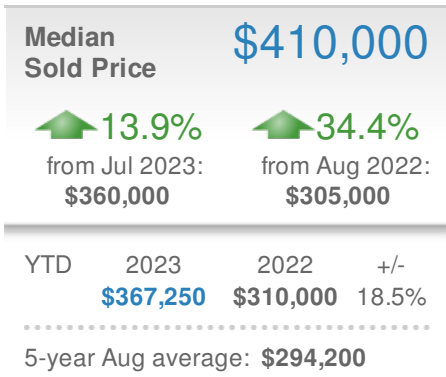 Median
Sold Price
$410,000
13.9%
34.4%
from Jul 2023:
from Aug 2022:
$360,000
$305,000
YTD 2023 2022 +/-
$367,250 $310,000 18.5%
5-year Aug average: $294,200